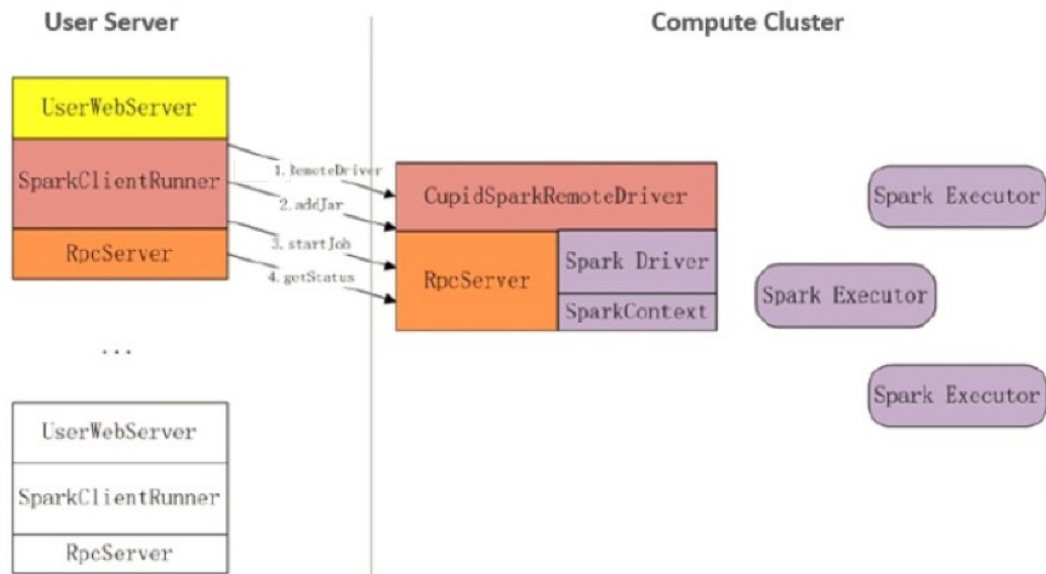 User Server
Compute Cluster
UserWebServer
SparkClientRunner
RpcServer
1.RemoteDriver
2.addJar
3.startJob
4.getStatus
CupidSparkRemoteDriver
RpcServer
Spark Driver
SparkContext
Spark Executor
Spark Executor
Spark Executor
...
UserWebServer
SparkClientRunner
RpcServer